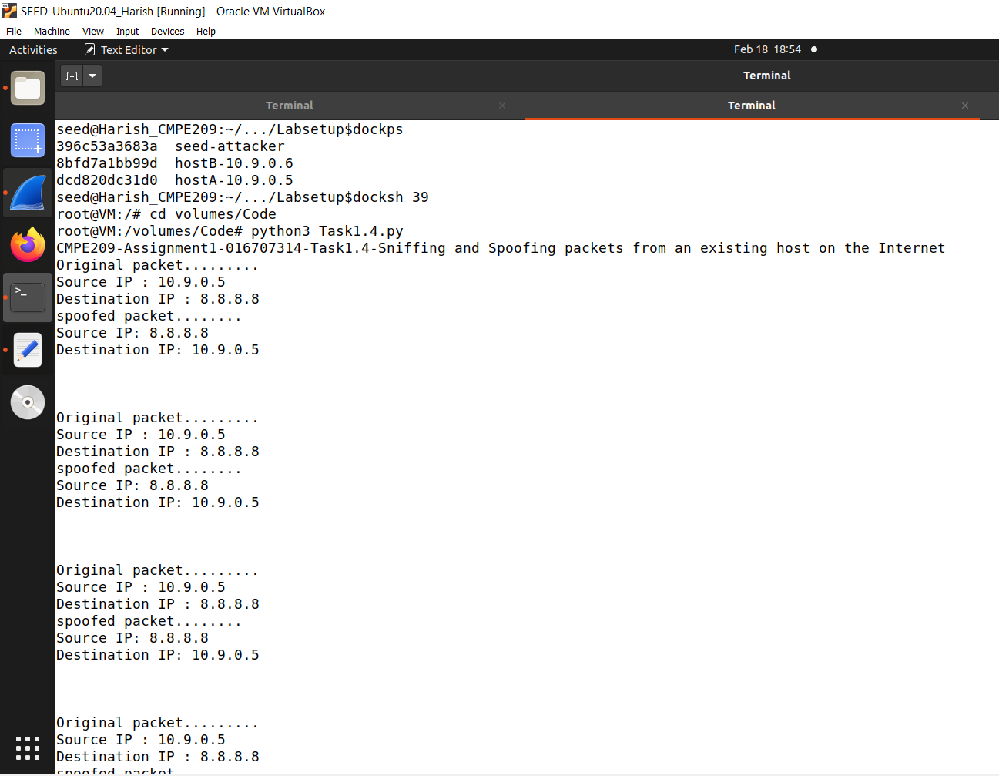 SEED-Ubuntu20.04_Harish [Running] - Oracle VM VirtualBox
File Machine View Input Devices Help
Activities Text Editor Feb 18 18:54
Terminal
Terminal × Terminal ×
seed@Harish_CMPE209:~/.../Labsetup$dockps
396c53a3683a  seed-attacker
8bfd7a1bb99d  hostB-10.9.0.6
dcd820dc31d0  hostA-10.9.0.5
seed@Harish_CMPE209:~/.../Labsetup$docksh 39
root@VM:/# cd volumes/Code
root@VM:/volumes/Code# python3 Task1.4.py
CMPE209-Assignment1-016707314-Task1.4-Sniffing and Spoofing packets from an existing host on the Internet
Original packet.........
Source IP : 10.9.0.5
Destination IP : 8.8.8.8
spoofed packet........
Source IP: 8.8.8.8
Destination IP: 10.9.0.5
Original packet.........
Source IP : 10.9.0.5
Destination IP : 8.8.8.8
spoofed packet........
Source IP: 8.8.8.8
Destination IP: 10.9.0.5
Original packet.........
Source IP : 10.9.0.5
Destination IP : 8.8.8.8
spoofed packet........
Source IP: 8.8.8.8
Destination IP: 10.9.0.5
Original packet.........
Source IP : 10.9.0.5
Destination IP : 8.8.8.8
spoofed packet